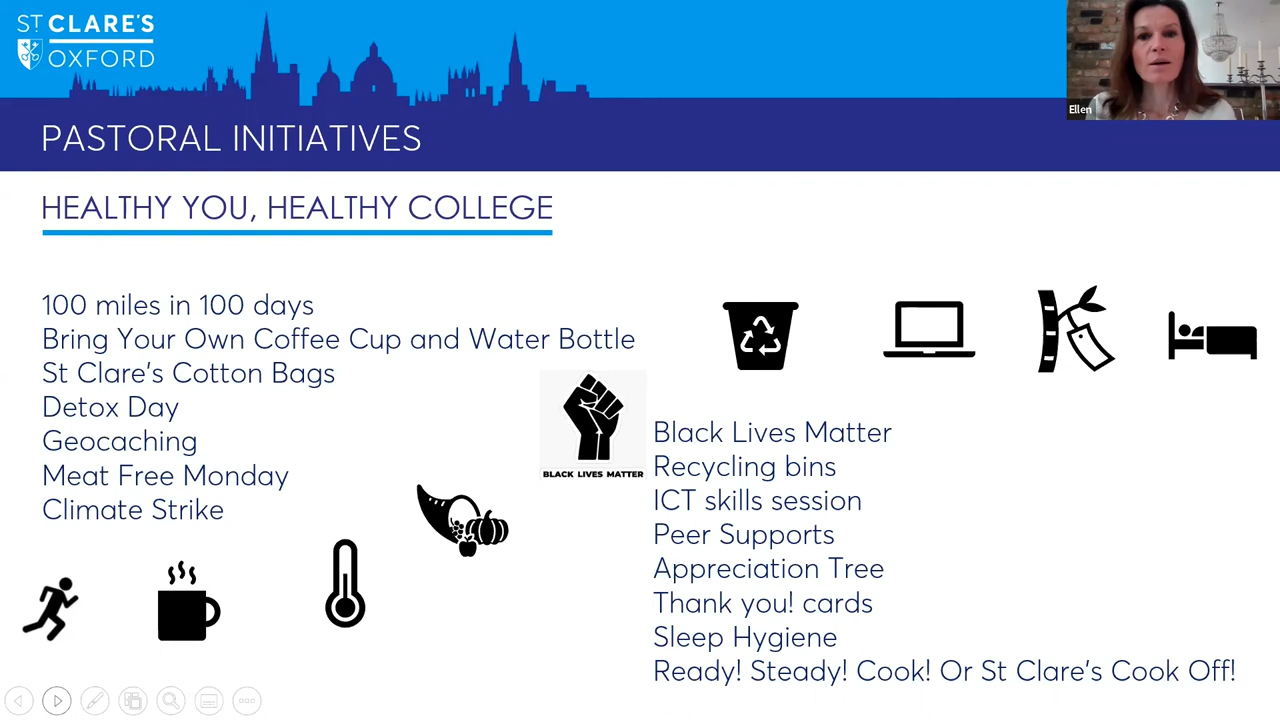 ST CLARE'S
OXFORD
Ellen
PASTORAL INITIATIVES
HEALTHY YOU, HEALTHY COLLEGE
100 miles in 100 days
Bring Your Own Coffee Cup and Water Bottle
St Clare's Cotton Bags
Detox Day
Geocaching
Meat Free Monday
Climate Strike
BLACK LIVES MATTER
Black Lives Matter
Recycling bins
ICT skills session
Peer Supports
Appreciation Tree
Thank you! cards
Sleep Hygiene
Ready! Steady! Cook! Or St Clare's Cook Off!